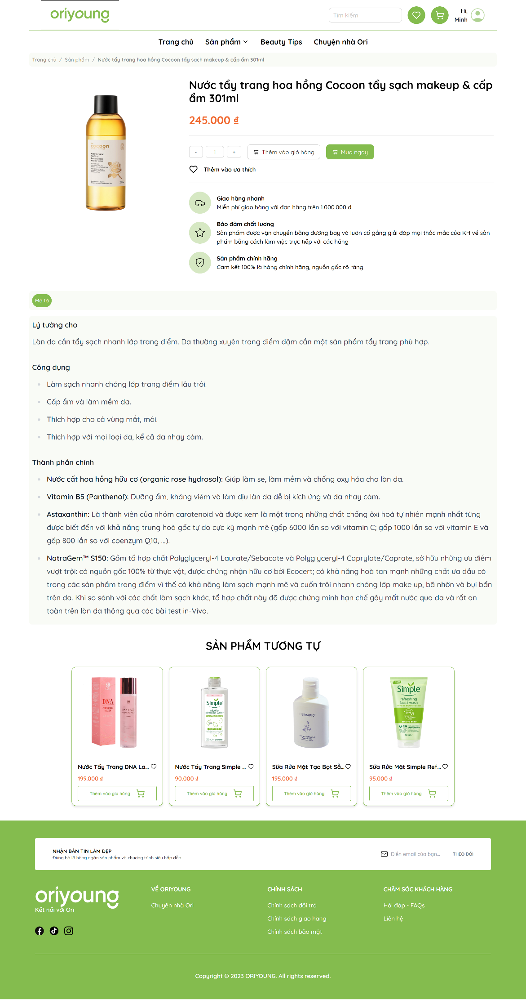 oriyoung
Tìm kiếm
Hi,
Minh
Trang chủ
Sản phẩm
Beauty Tips
Chuyện nhà Ori
Trang chủ / Sản phẩm / Nước tẩy trang hoa hồng Cocoon tẩy sạch makeup & cấp ẩm 301ml
Nước tẩy trang hoa hồng Cocoon tẩy sạch makeup & cấp
ẩm 301ml
cocoon
245.000 ₫
- 1 +
Thêm vào giỏ hàng
Mua ngay
Thêm vào ưa thích
Giao hàng nhanh
Miễn phí giao hàng với đơn hàng trên 1.000.000 đ
Bảo đảm chất lương
Sản phẩm được vận chuyền bằng đường bay và luôn cố gắng giải đáp mọi thắc mắc của KH về sản
phẩm bằng cách làm việc trực tiếp với các hãng
Sản phẩm chính hãng
Cam kết 100% là hàng chính hãng, nguồn gốc rõ ràng
Mô tả
Lý tưởng cho
Làn da cần tẩy sạch nhanh lớp trang điểm. Da thường xuyên trang điểm đậm cần một sản phẩm tẩy trang phù hợp.
Công dụng
Làm sạch nhanh chóng lớp trang điểm lâu trôi.
Cấp ẩm và làm mềm da.
Thích hợp cho cả vùng mắt, môi.
Thích hợp với mọi loại da, kể cả da nhạy cảm.
Thành phần chính
Nước cất hoa hồng hữu cơ (organic rose hydrosol): Giúp làm se, làm mềm và chống oxy hóa cho làn da.
Vitamin B5 (Panthenol): Dưỡng ẩm, kháng viêm và làm dịu làn da dễ bị kích ứng và da nhạy cảm.
Astaxanthin: Là thành viên của nhóm carotenoid và được xem là một trong những chất chống ôxi hoá tự nhiên mạnh nhất từng
được biết đến với khả năng trung hoà gốc tự do cực kỳ mạnh mẽ (gấp 6000 lần so với vitamin C; gấp 1000 lần so với vitamin E và
gấp 800 lần so với coenzym Q10, ...).
NatraGem™ S150: Gồm tổ hợp chất Polyglyceryl-4 Laurate/Sebacate và Polyglyceryl-4 Caprylate/Caprate, sở hữu những ưu điểm
vượt trội: có nguồn gốc 100% từ thực vật, được chứng nhận hữu cơ bởi Ecocert; có khả năng hoà tan mạnh những chất ưa dầu có
trong các sản phẩm trang điểm vì thế có khả năng làm sạch mạnh mẽ và cuốn trôi nhanh chóng lớp make up, bã nhờn và bụi bẩn
trên da. Khi so sánh với các chất làm sạch khác, tổ hợp chất này đã được chứng minh hạn chế gây mất nước qua da và rất an
toàn trên làn da thông qua các bài test in-Vivo.
SẢN PHẨM TƯƠNG TỰ
DNA
CLEANSING
WATER
Simple
micellar
cleansing water
HERBARIO
NEW
Simple
refreshing
facial wash
KIND TO SKIN
Nước Tẩy Trang DNA La...
Nước Tẩy Trang Simple ...
Sữa Rửa Mặt Tạo Bọt Sẵ...
Sữa Rửa Mặt Simple Ref...
199.000 ₫
90.000 ₫
195.000 ₫
95.000 ₫
Thêm vào giỏ hàng
Thêm vào giỏ hàng
Thêm vào giỏ hàng
Thêm vào giỏ hàng
NHẬN BẢN TIN LÀM ĐẸP
Đừng bỏ lỡ hàng ngàn sản phẩm và chương trình siêu hấp dẫn
Điền email của bạn...
THEO DÕI
oriyoung
Kết nối với Ori
VỀ ORIYOUNG
Chuyện nhà Ori
CHÍNH SÁCH
Chính sách đổi trả
Chính sách giao hàng
Chính sách bảo mật
CHĂM SÓC KHÁCH HÀNG
Hỏi đáp - FAQs
Liên hệ
Copyright © 2023 ORIYOUNG. All rights reserved.